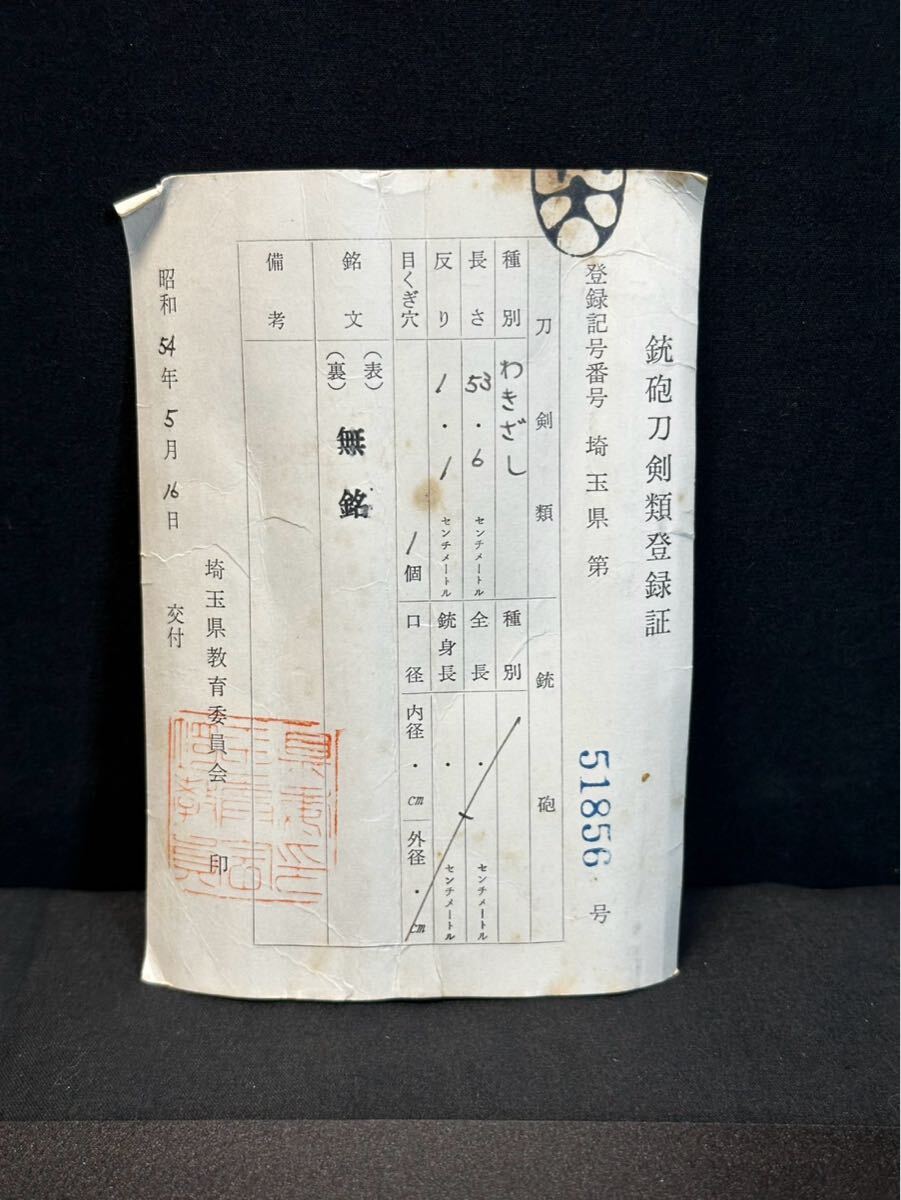 銃砲刀剣類登録証
登録記号番号 埼玉県 第 51856 号
刀剣類
種別 わきざし
長さ 53.6 センチメートル
反り 1.1 センチメートル
目くぎ穴 1個
銘文 (表) (裏) 無銘
備考
銃砲
種別
全長 ・ センチメートル
銃身長 ・ センチメートル
口径 内径 ・ cm 外径 ・ cm
昭和54年5月16日 交付
埼玉県教育委員会 印